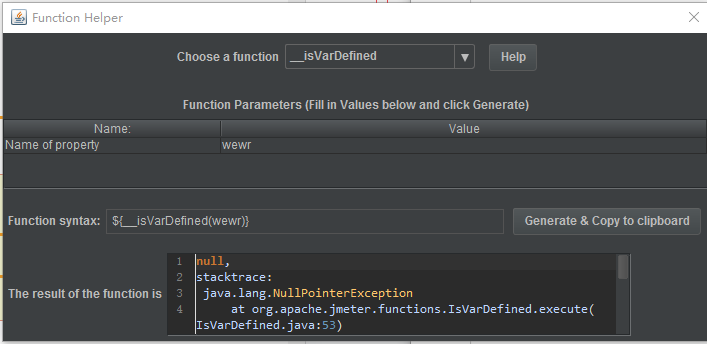 Function Helper
Choose a function __isVarDefined Help
Function Parameters (Fill in Values below and click Generate)
Name: Value
Name of property wewr
Function syntax: ${__isVarDefined(wewr)} Generate & Copy to clipboard
The result of the function is
1 null,
2 stacktrace:
3 java.lang.NullPointerException
4 at org.apache.jmeter.functions.IsVarDefined.execute(
IsVarDefined.java:53)